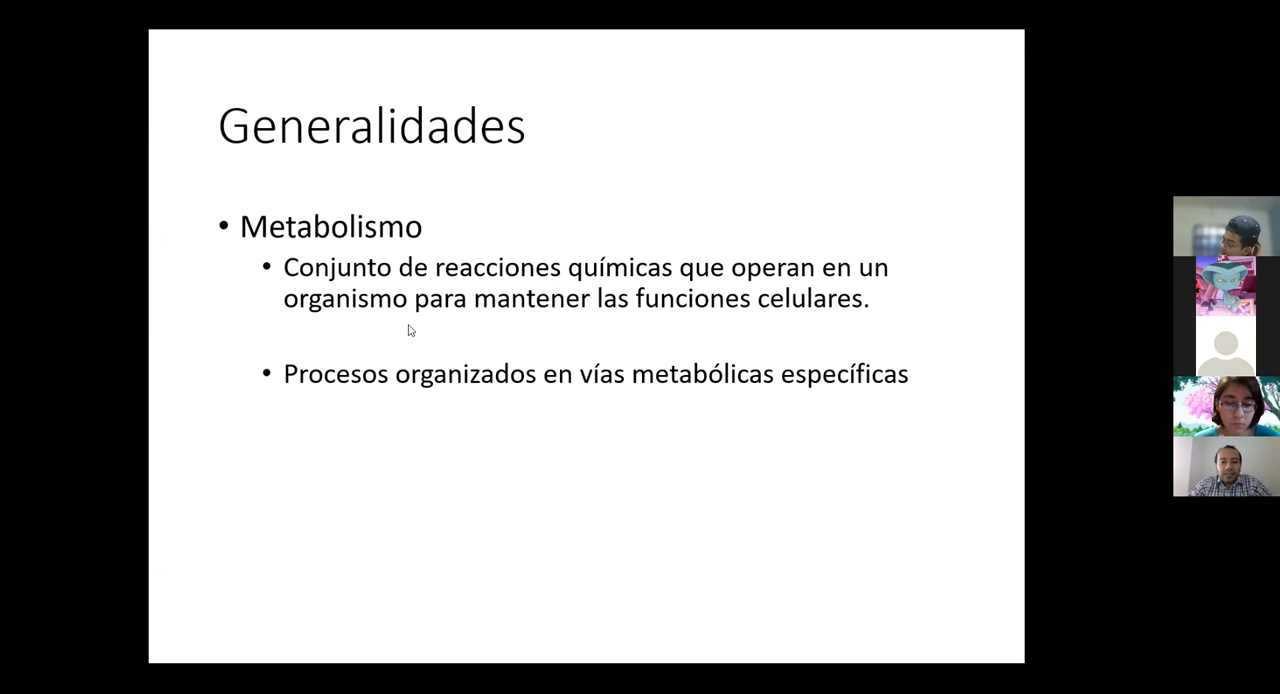 Generalidades
• Metabolismo
• Conjunto de reacciones químicas que operan en un
organismo para mantener las funciones celulares.
• Procesos organizados en vías metabólicas específicas